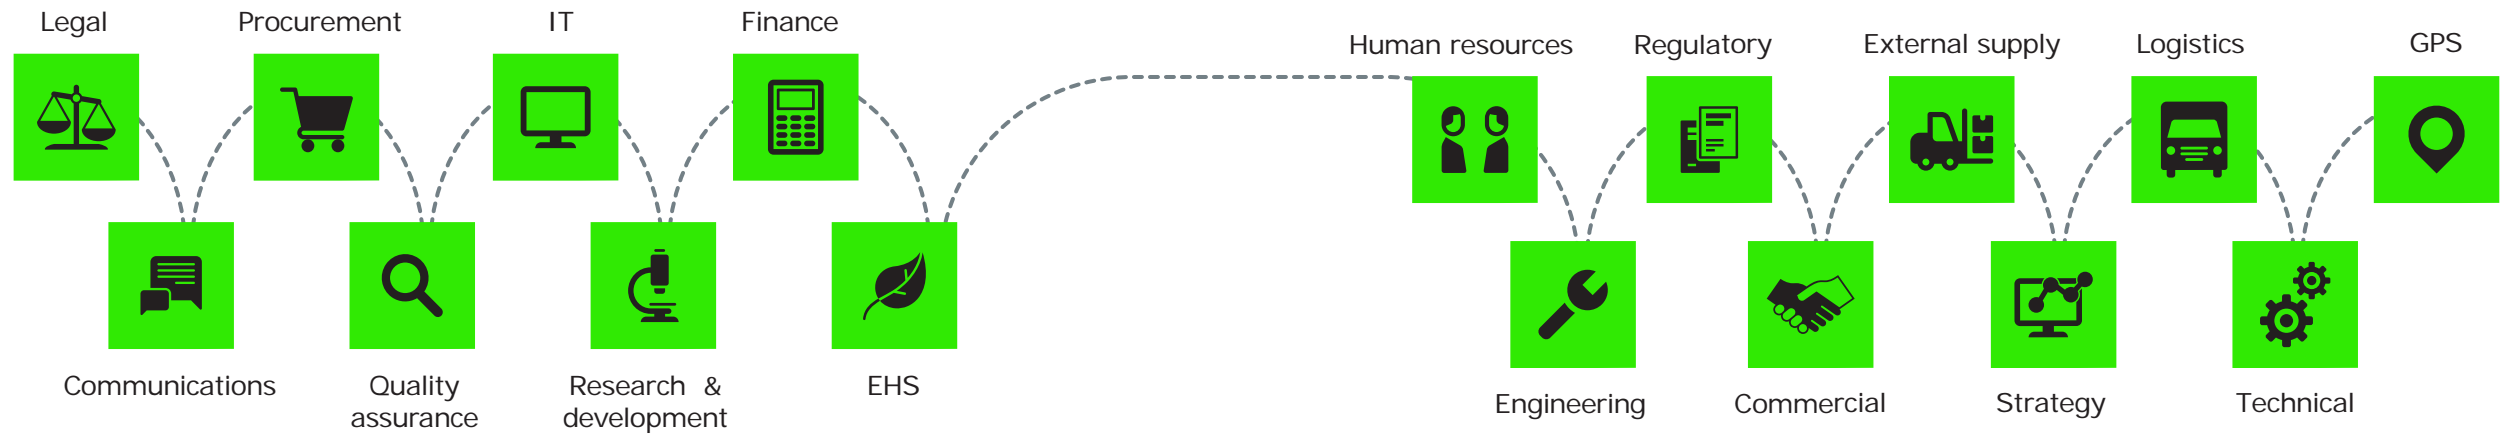 Legal
Procurement
IT
Finance
Human resources
Regulatory
External supply
Logistics
GPS
Communications
Quality
assurance
Research &
development
EHS
Engineering
Commercial
Strategy
Technical